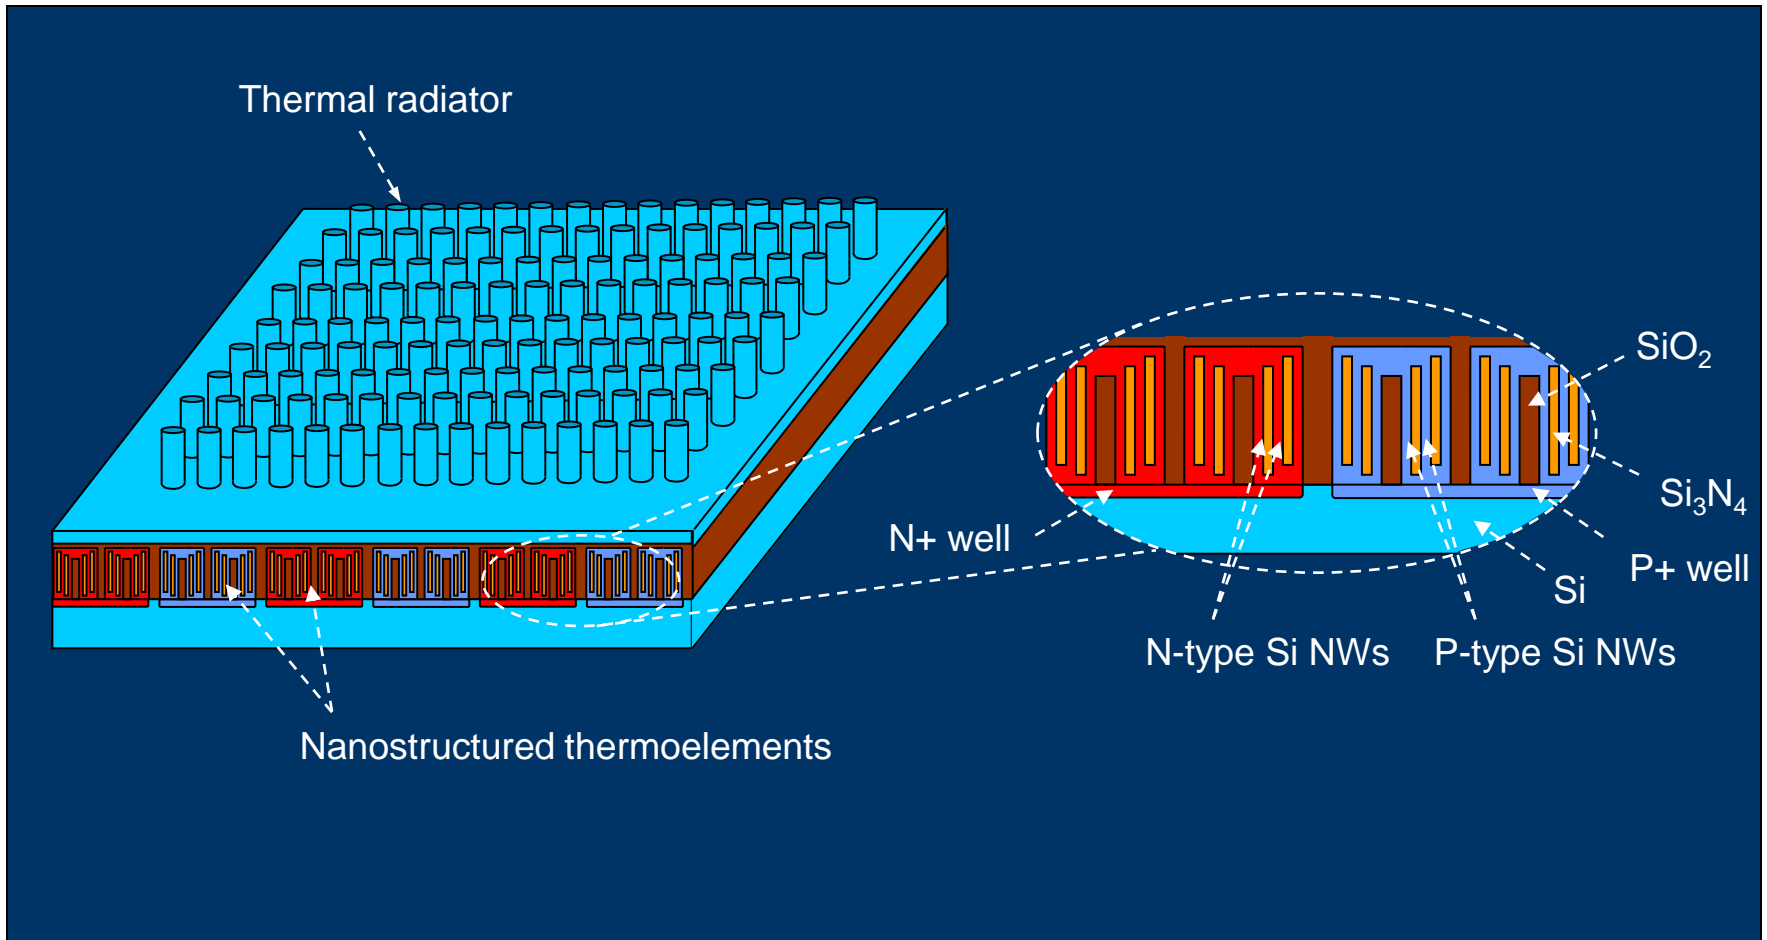 Thermal radiator
SiO₂
Si₃N₄
N+ well
P+ well
Si
N-type Si NWs
P-type Si NWs
Nanostructured thermoelements